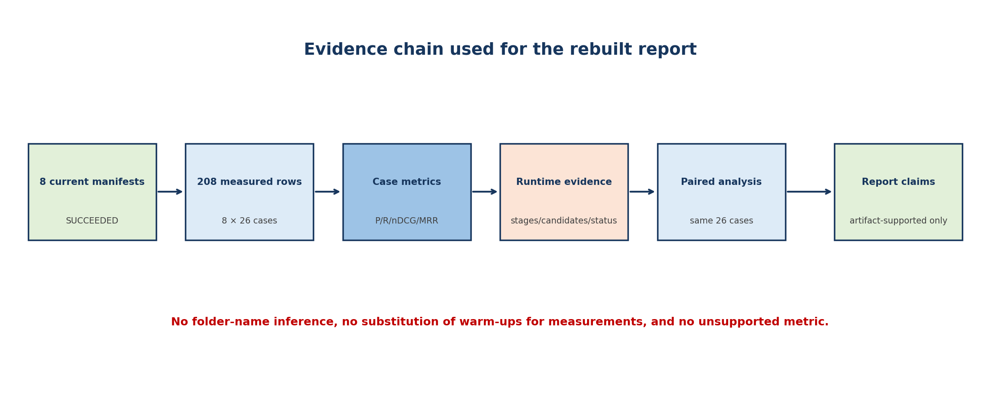 Evidence chain used for the rebuilt report
8 current manifests
SUCCEEDED
208 measured rows
8 × 26 cases
Case metrics
P/R/nDCG/MRR
Runtime evidence
stages/candidates/status
Paired analysis
same 26 cases
Report claims
artifact-supported only
No folder-name inference, no substitution of warm-ups for measurements, and no unsupported metric.